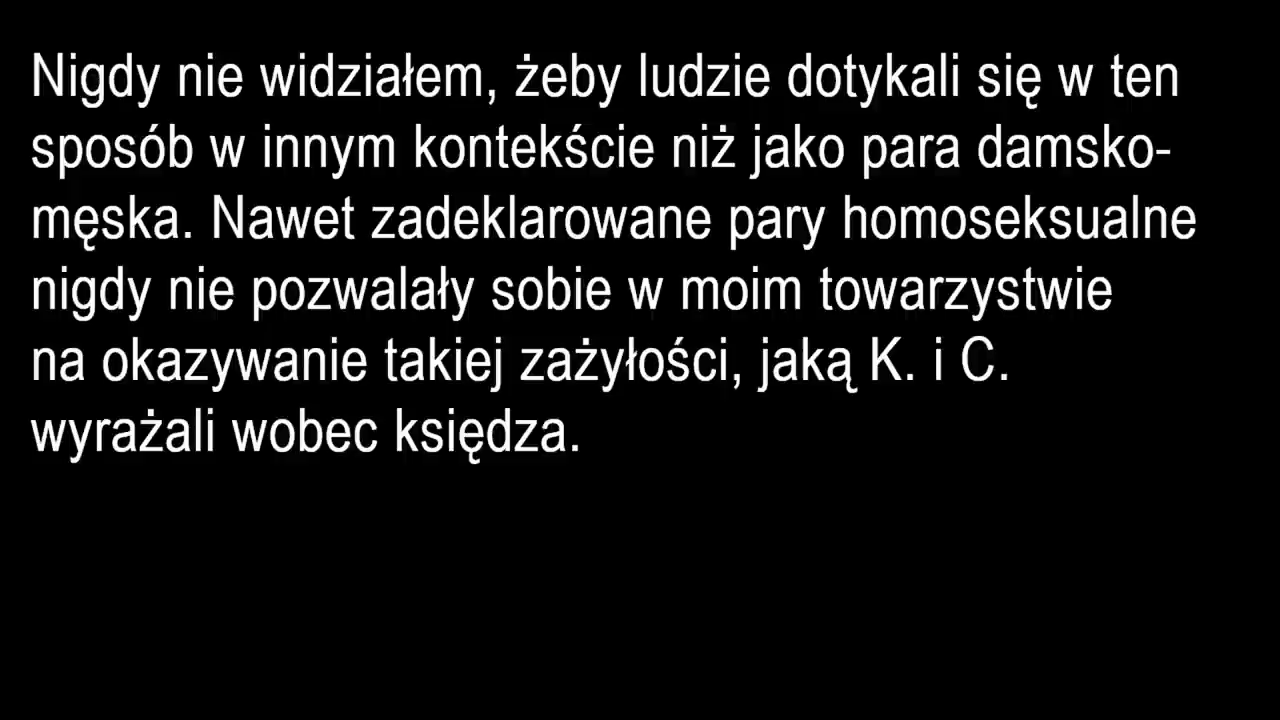 Nigdy nie widziałem, żeby ludzie dotykali się w ten
sposób w innym kontekście niż jako para damsko-
męska. Nawet zadeklarowane pary homoseksualne
nigdy nie pozwalały sobie w moim towarzystwie
na okazywanie takiej zażyłości, jaką K. i C.
wyrażali wobec księdza.